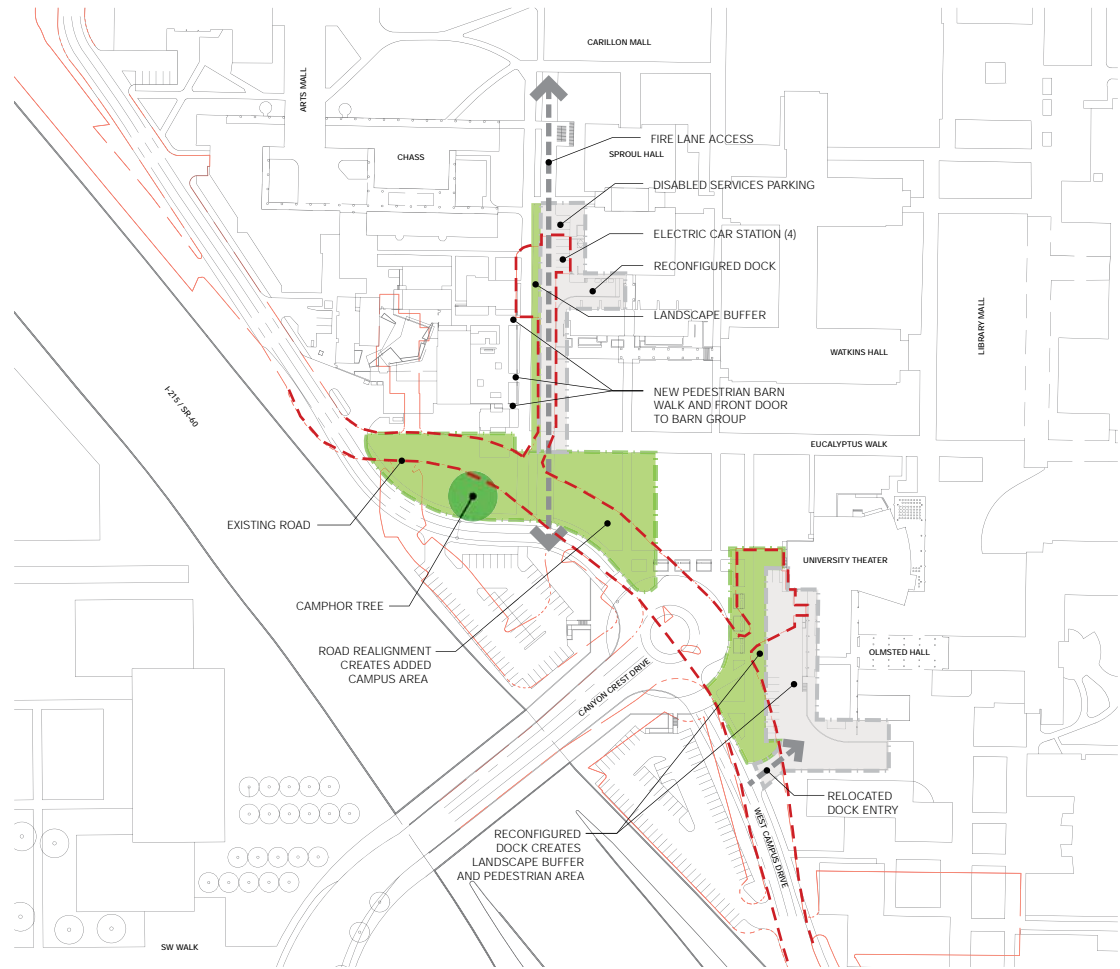 CARILLON MALL
ARTS MALL
FIRE LANE ACCESS
CHASS
SPROUL HALL
DISABLED SERVICES PARKING
ELECTRIC CAR STATION (4)
RECONFIGURED DOCK
LANDSCAPE BUFFER
LIBRARY MALL
WATKINS HALL
I-215 / SR-60
NEW PEDESTRIAN BARN
WALK AND FRONT DOOR
TO BARN GROUP
EUCALYPTUS WALK
EXISTING ROAD
UNIVERSITY THEATER
CAMPHOR TREE
ROAD REALIGNMENT
CREATES ADDED
CAMPUS AREA
OLMSTED HALL
CANYON CREST DRIVE
RELOCATED
DOCK ENTRY
WEST CAMPUS DRIVE
RECONFIGURED
DOCK CREATES
LANDSCAPE BUFFER
AND PEDESTRIAN AREA
SW WALK